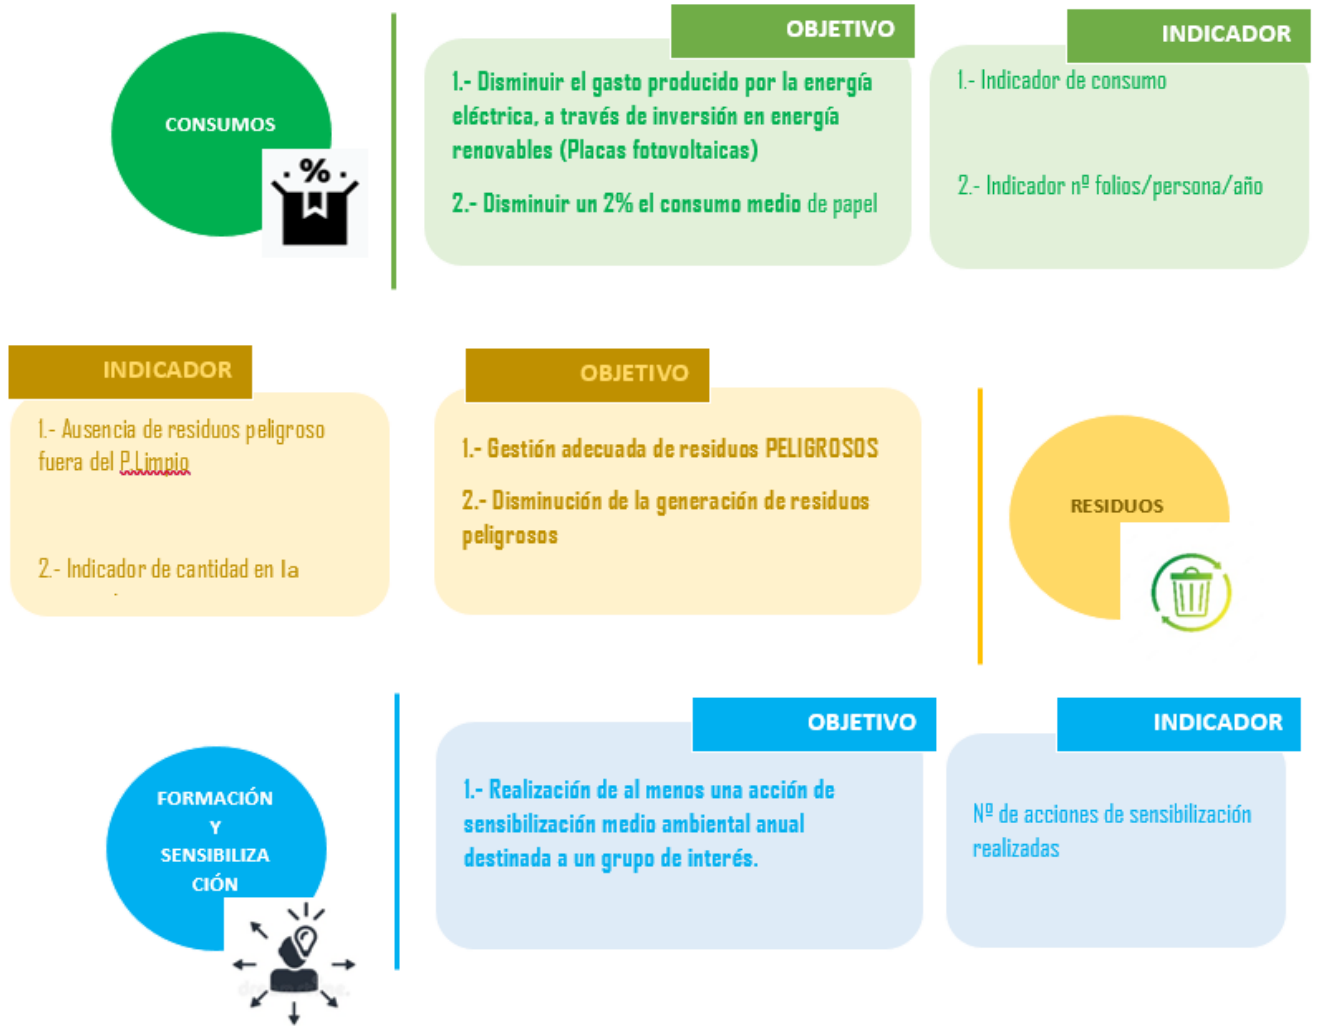 CONSUMOS
%
OBJETIVO
1.- Disminuir el gasto producido por la energía
eléctrica, a través de inversión en energía
renovables (Placas fotovoltaicas)
2.- Disminuir un 2% el consumo medio de papel
INDICADOR
1.- Indicador de consumo
2.- Indicador nº folios/persona/año
INDICADOR
1.- Ausencia de residuos peligroso
fuera del P.Limpio
2.- Indicador de cantidad en la
OBJETIVO
1.- Gestión adecuada de residuos PELIGROSOS
2.- Disminución de la generación de residuos
peligrosos
RESIDUOS
FORMACIÓN
Y
SENSIBILIZA
CIÓN
OBJETIVO
1.- Realización de al menos una acción de
sensibilización medio ambiental anual
destinada a un grupo de interés.
INDICADOR
Nº de acciones de sensibilización
realizadas